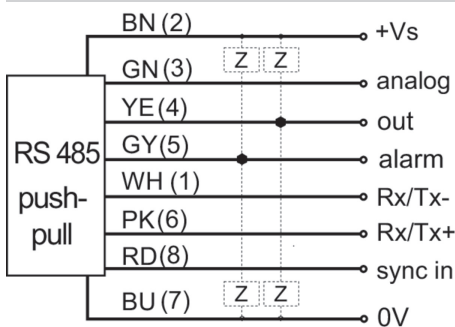 BN (2)
+Vs
Z Z
GN (3)
analog
YE (4)
out
RS 485
GY (5)
alarm
WH (1)
Rx/Tx-
push-
pull
PK (6)
Rx/Tx+
RD (8)
sync in
Z Z
BU (7)
0V